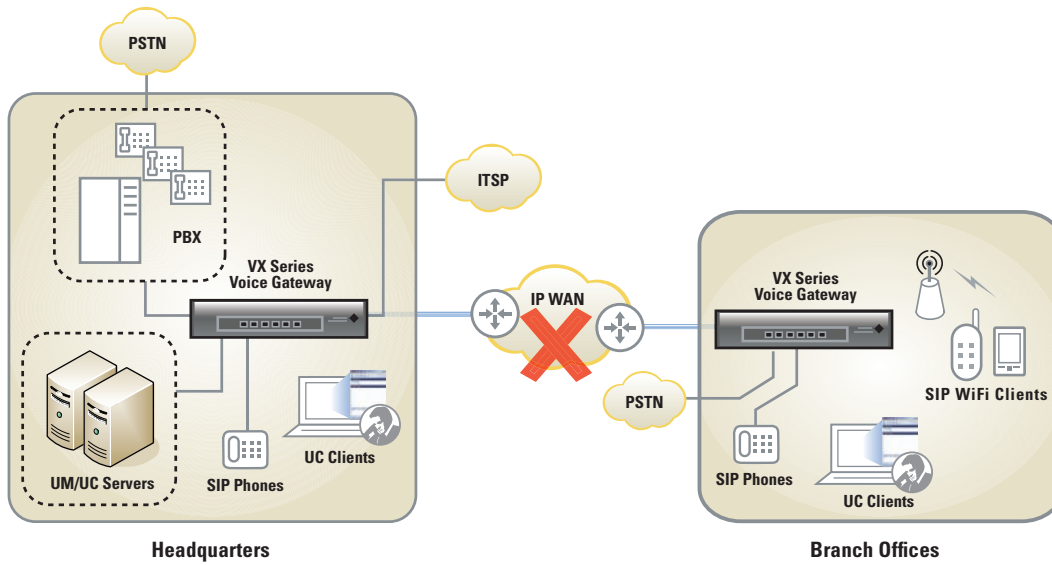 PSTN
PBX
VX Series
Voice Gateway
ITSP
IP WAN
VX Series
Voice Gateway
SIP WiFi Clients
PSTN
UM/UC Servers
SIP Phones
UC Clients
SIP Phones
UC Clients
Headquarters
Branch Offices